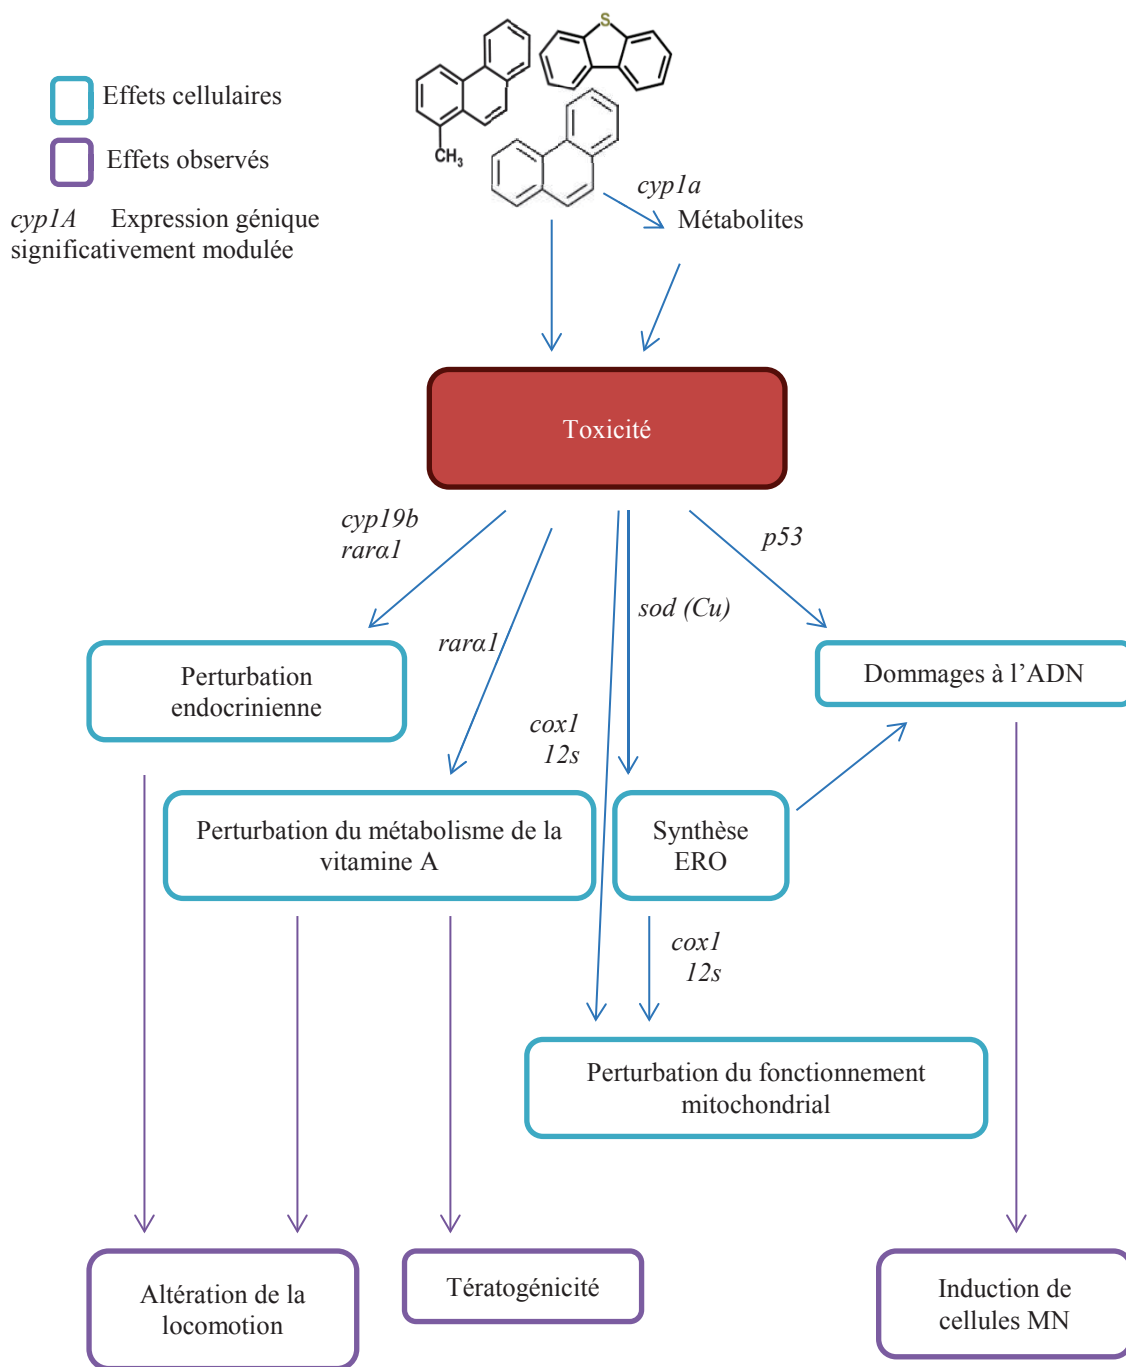 S
CH3
Effets cellulaires
Effets observés
cyp1A Expression génique
significativement modulée
cyp1a
Métabolites
Toxicité
cyp19b
rarα1
p53
sod (Cu)
rarα1
Perturbation
endocrinienne
Dommages à l’ADN
cox1
12s
Perturbation du métabolisme de la
vitamine A
Synthèse
ERO
cox1
12s
Perturbation du fonctionnement
mitochondrial
Altération de la
locomotion
Tératogénicité
Induction de
cellules MN